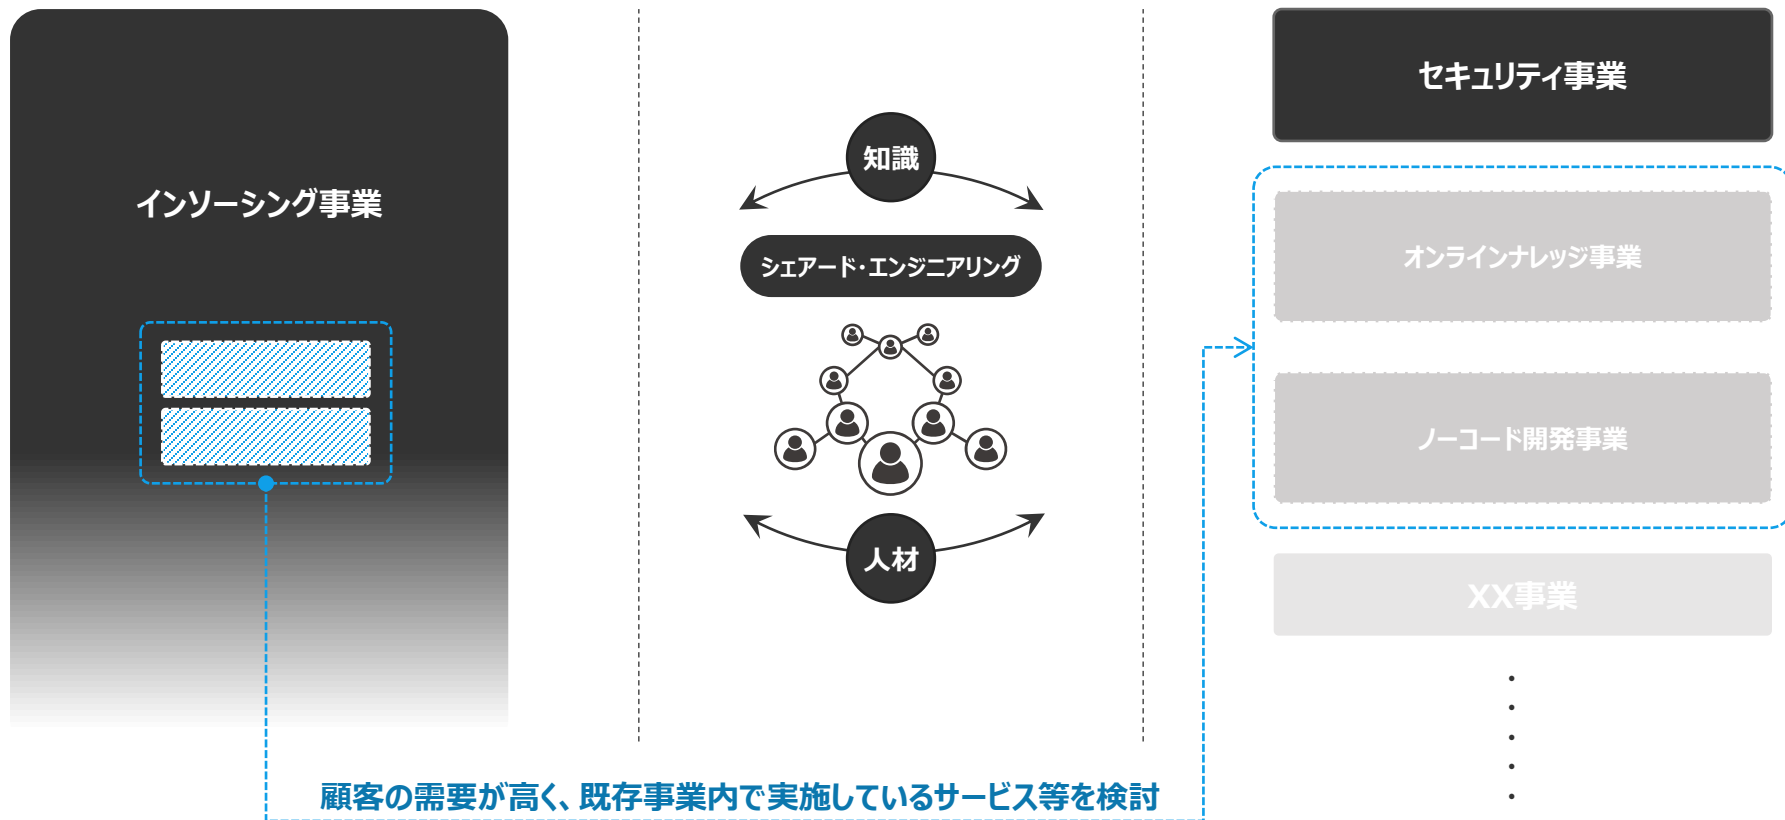 インソーシング事業
知識
シェアード・エンジニアリング
人材
セキュリティ事業
オンラインナレッジ事業
ノーコード開発事業
XX事業
・
・
・
・
・
顧客の需要が高く、既存事業内で実施しているサービス等を検討